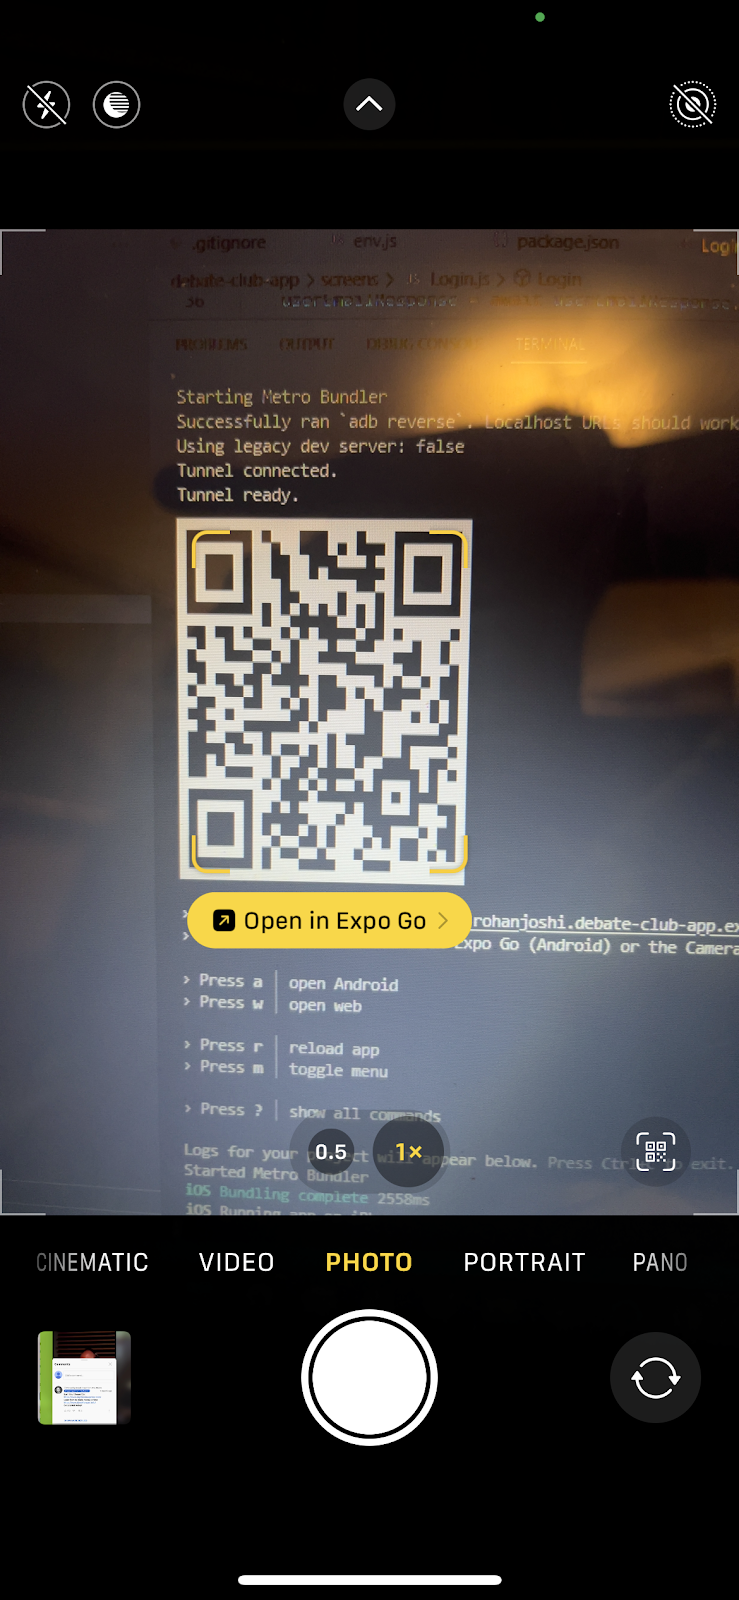 .gitignore env.js package.json Log
debate-club-app > screens > JS Login.js > Login
36
PROBLEMS OUTPUT DEBUG CONSOLE TERMINAL
Starting Metro Bundler
Successfully ran `adb reverse`. Localhost URLs should work
Using legacy dev server: false
Tunnel connected.
Tunnel ready.
Open in Expo Go
rohanjoshi.debate-club-app.ex
Expo Go (Android) or the Camera
› Press a │ open Android
› Press w │ open web
› Press r │ reload app
› Press m │ toggle menu
› Press ? │ show all commands
Logs for your project will appear below. Press Ctrl exit.
Started Metro Bundler
iOS Bundling complete 2558ms
iOS Running app on
0.5 1×
CINEMATIC VIDEO PHOTO PORTRAIT PANO